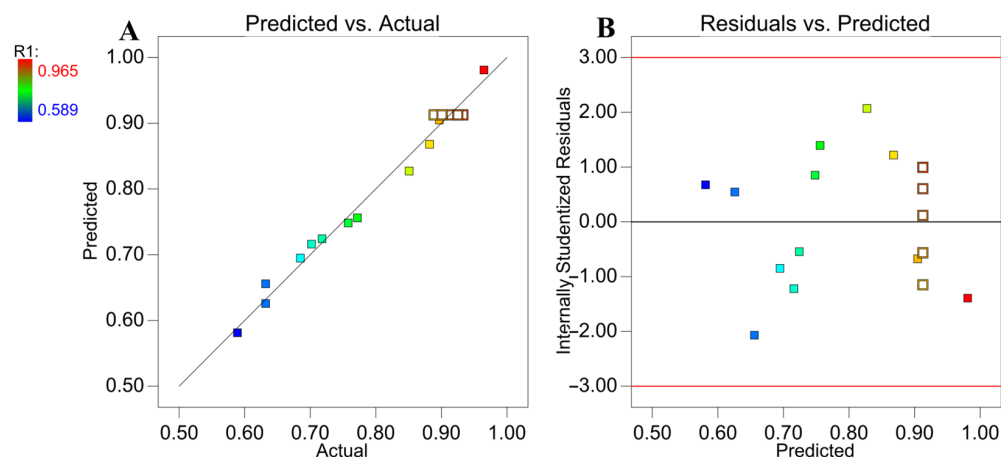 A
Predicted vs. Actual
R1:
0.965
0.589
1.00
0.90
0.80
0.70
0.60
0.50
Predicted
0.50 0.60 0.70 0.80 0.90 1.00
Actual
B
Residuals vs. Predicted
3.00
2.00
1.00
0.00
−1.00
−2.00
−3.00
Internally Studentized Residuals
0.50 0.60 0.70 0.80 0.90 1.00
Predicted